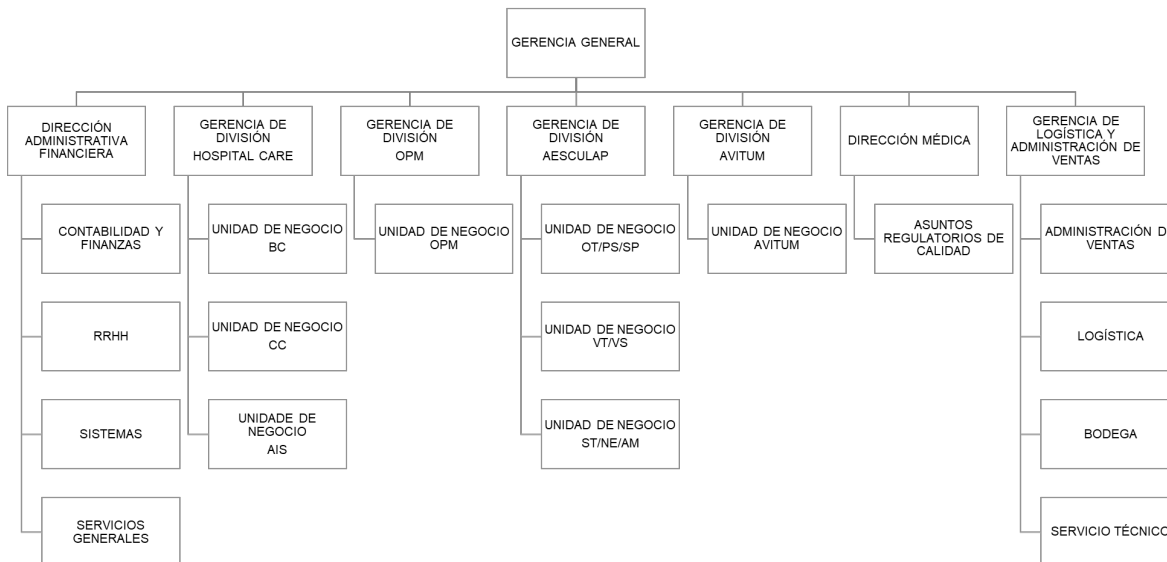 GERENCIA GENERAL
DIRECCIÓN
ADMINISTRATIVA
FINANCIERA
GERENCIA DE
DIVISIÓN
HOSPITAL CARE
GERENCIA DE
DIVISIÓN
OPM
GERENCIA DE
DIVISIÓN
AESCULAP
GERENCIA DE
DIVISIÓN
AVITUM
DIRECCIÓN MÉDICA
GERENCIA DE
LOGÍSTICA Y
ADMINISTRACIÓN DE
VENTAS
CONTABILIDAD Y
FINANZAS
UNIDAD DE NEGOCIO
BC
UNIDAD DE NEGOCIO
OPM
UNIDAD DE NEGOCIO
OT/PS/SP
UNIDAD DE NEGOCIO
AVITUM
ASUNTOS
REGULATORIOS DE
CALIDAD
ADMINISTRACIÓN D
VENTAS
RRHH
UNIDAD DE NEGOCIO
CC
UNIDAD DE NEGOCIO
VT/VS
LOGÍSTICA
SISTEMAS
UNIDADE DE
NEGOCIO
AIS
UNIDAD DE NEGOCIO
ST/NE/AM
BODEGA
SERVICIOS
GENERALES
SERVICIO TÉCNICO